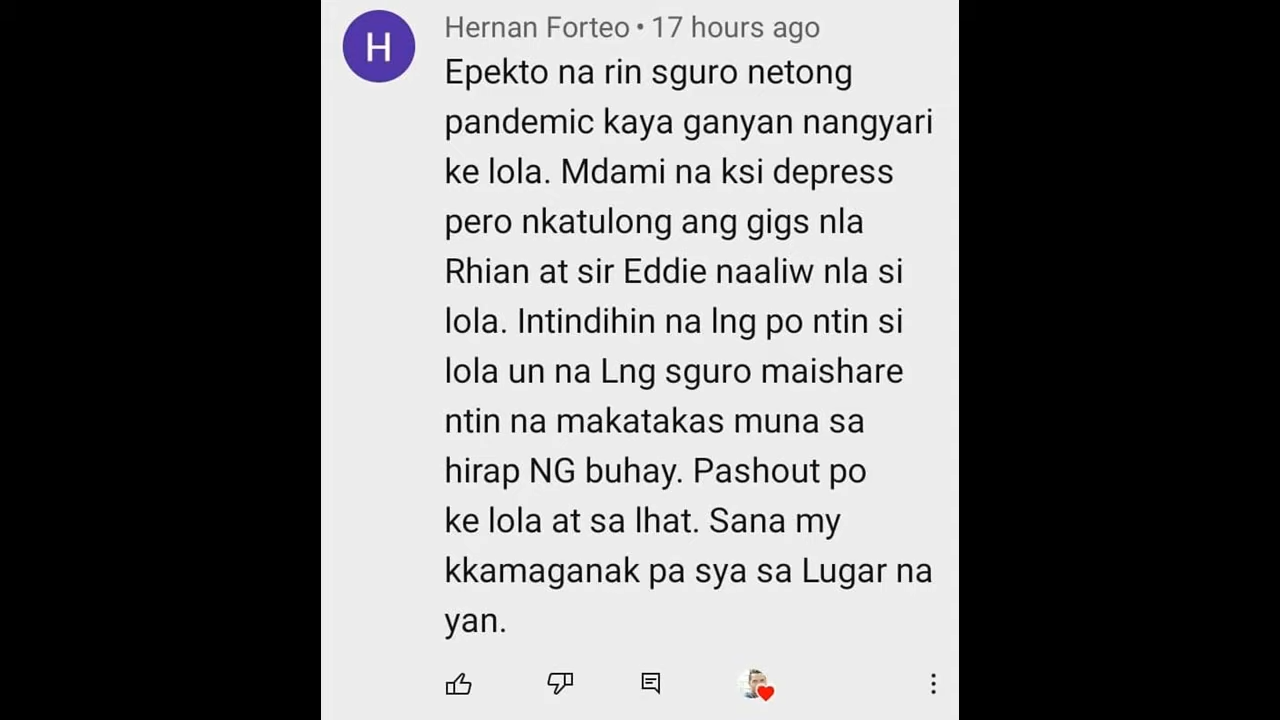 H
Hernan Forteo • 17 hours ago
Epekto na rin sguro netong
pandemic kaya ganyan nangyari
ke lola. Mdami na ksi depress
pero nkatulong ang gigs nla
Rhian at sir Eddie naaliw nla si
lola. Intindihin na lng po ntin si
lola un na Lng sguro maishare
ntin na makatakas muna sa
hirap NG buhay. Pashout po
ke lola at sa lhat. Sana my
kkamaganak pa sya sa Lugar na
yan.